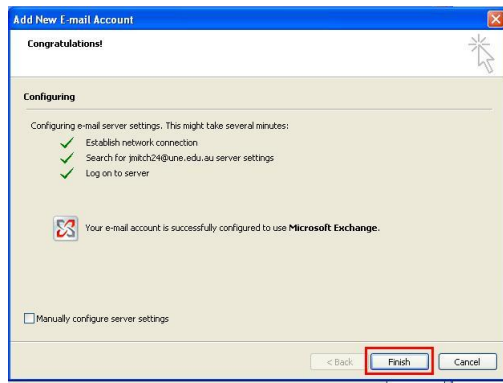 Add New E-mail Account
Congratulations!
Configuring
Configuring e-mail server settings. This might take several minutes:
Establish network connection
Search for jmitch24@une.edu.au server settings
Log on to server
Your e-mail account is successfully configured to use Microsoft Exchange.
Manually configure server settings
< Back
Finish
Cancel